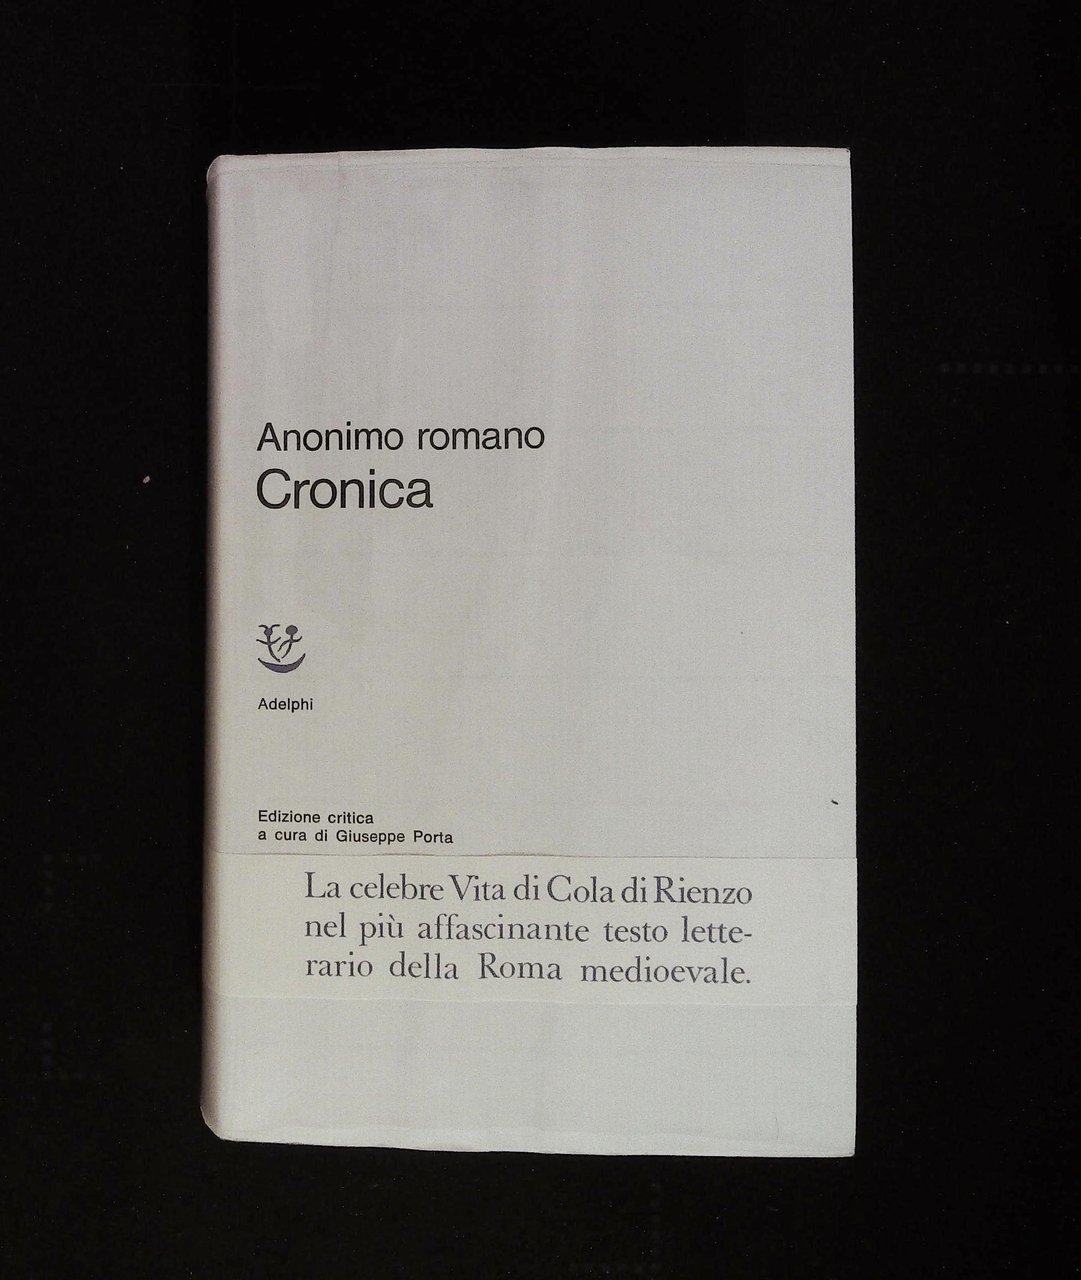 Anonimo romano
Cronica
Adelphi
Edizione critica
a cura di Giuseppe Porta
La celebre Vita di Cola di Rienzo
nel più affascinante testo lette-
rario della Roma medioevale.